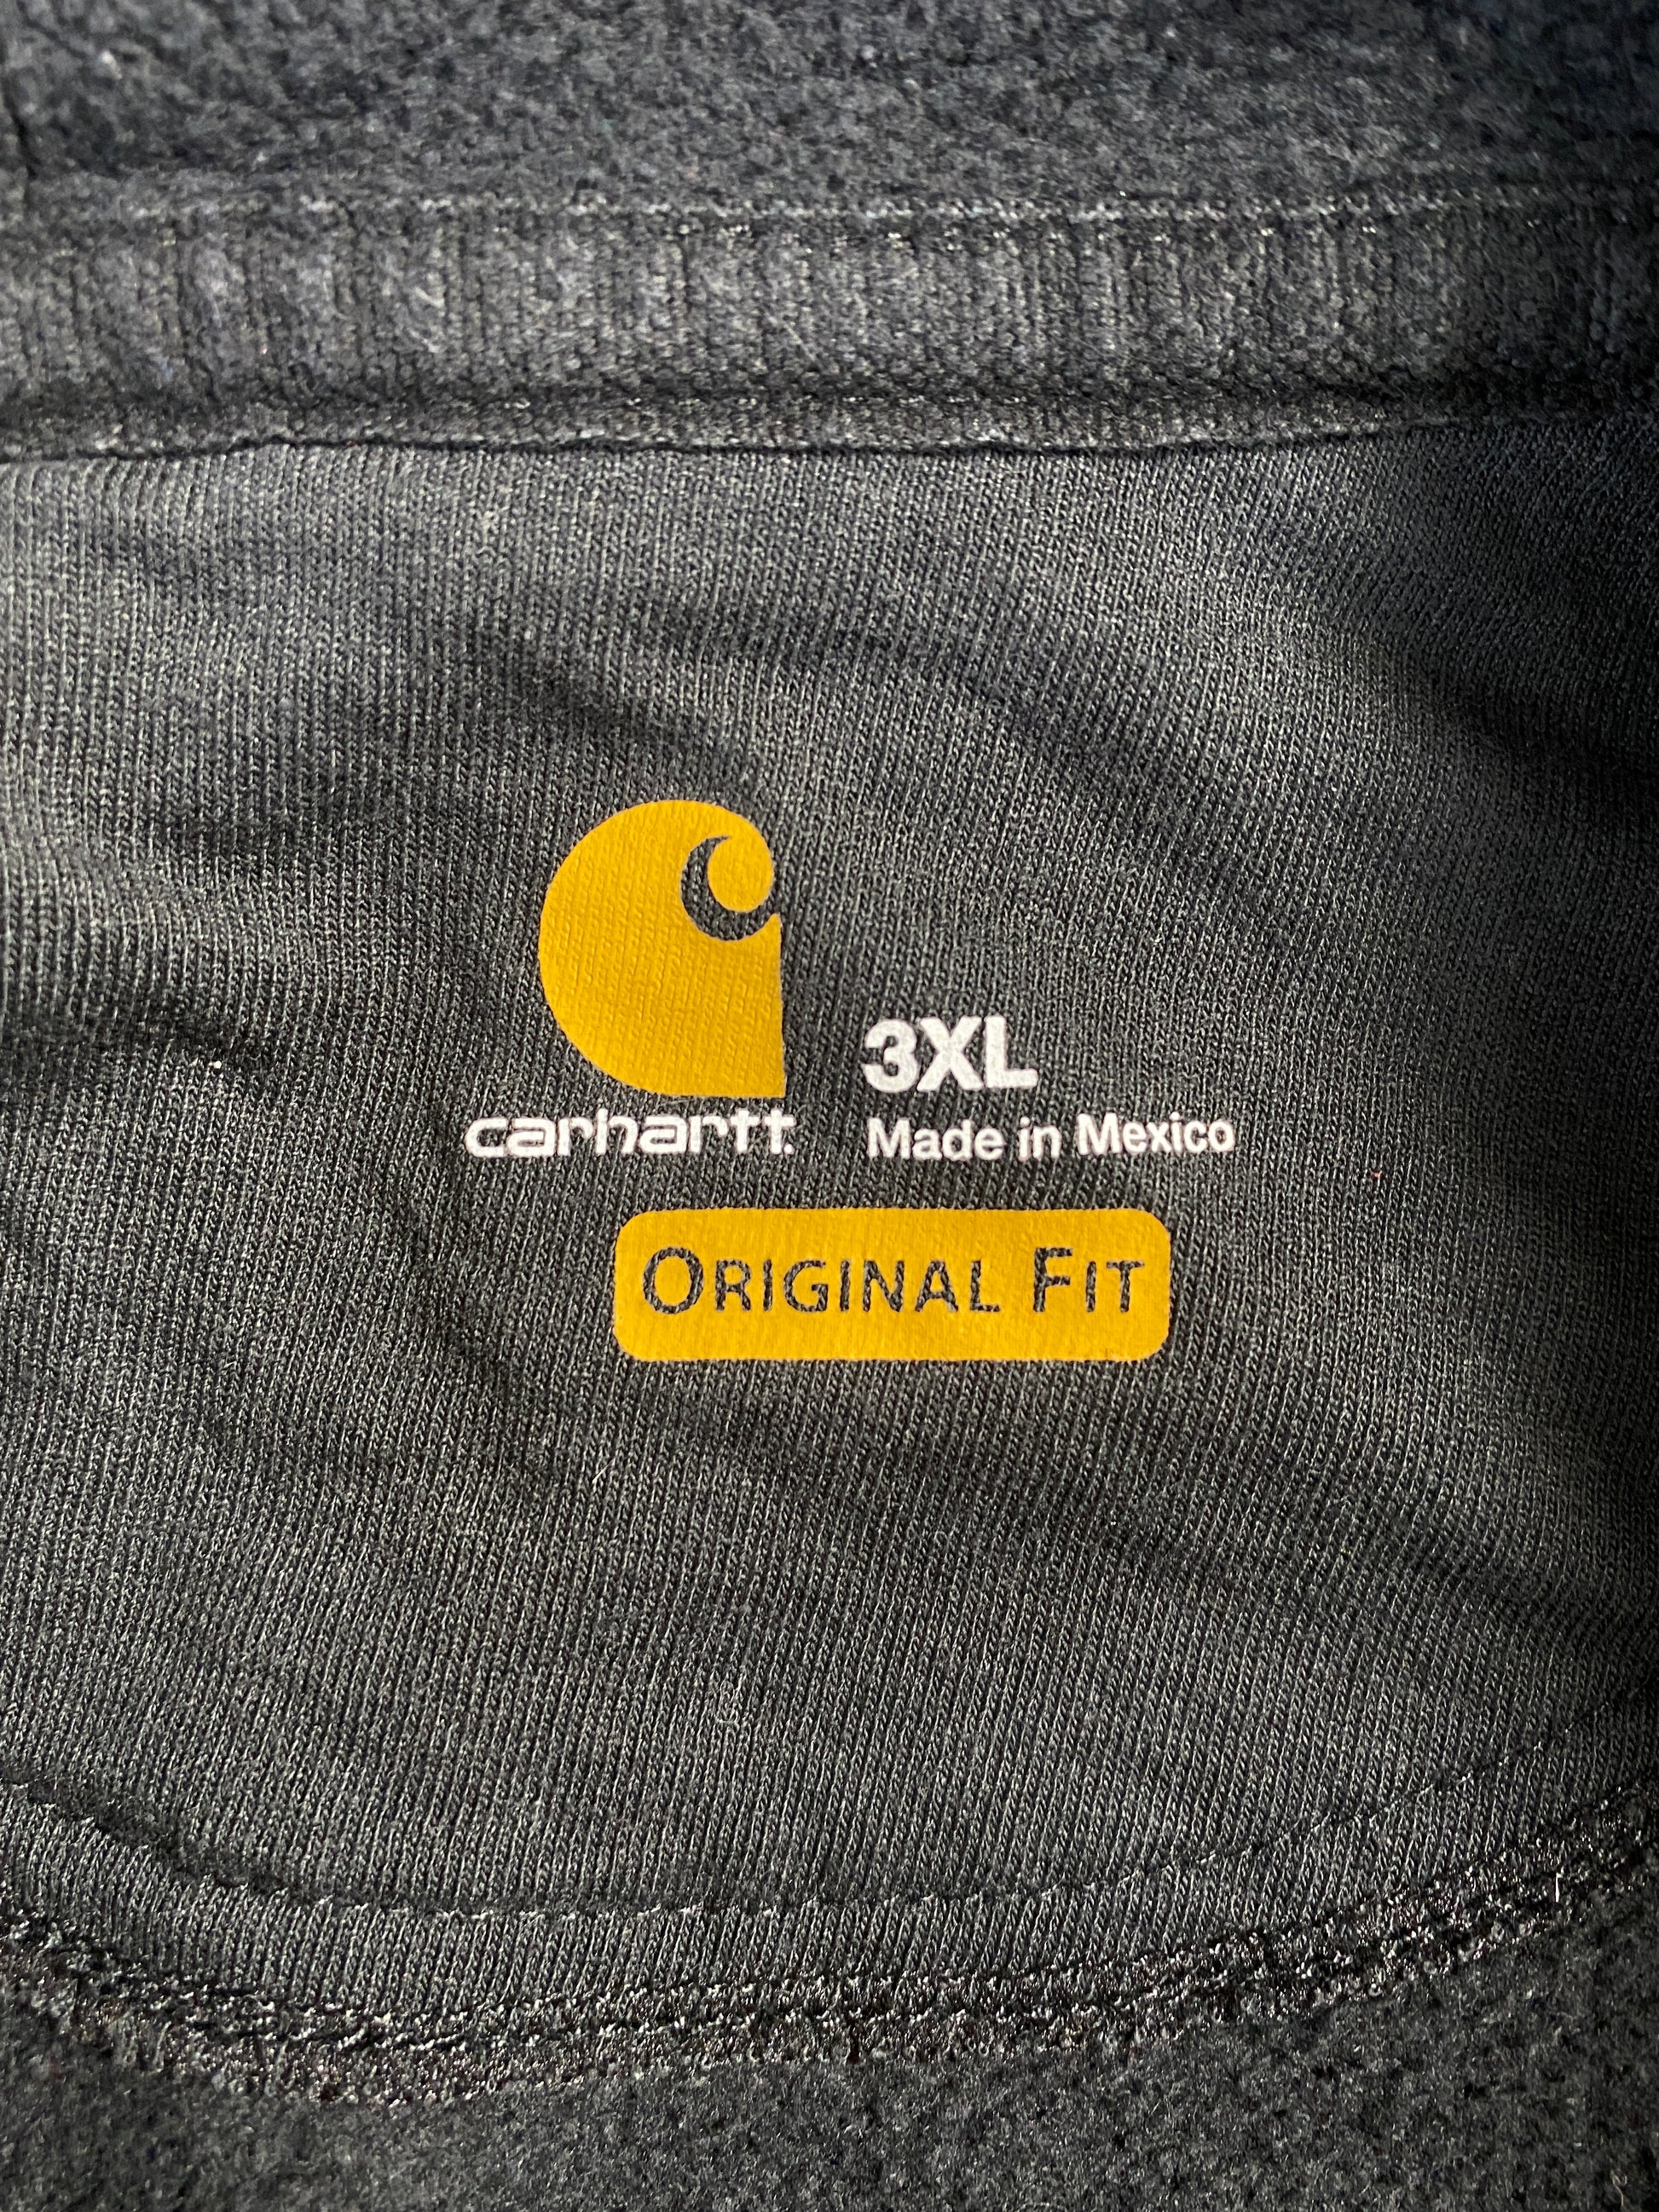 3XL
carhartt.
Made in Mexico
ORIGINAL FIT